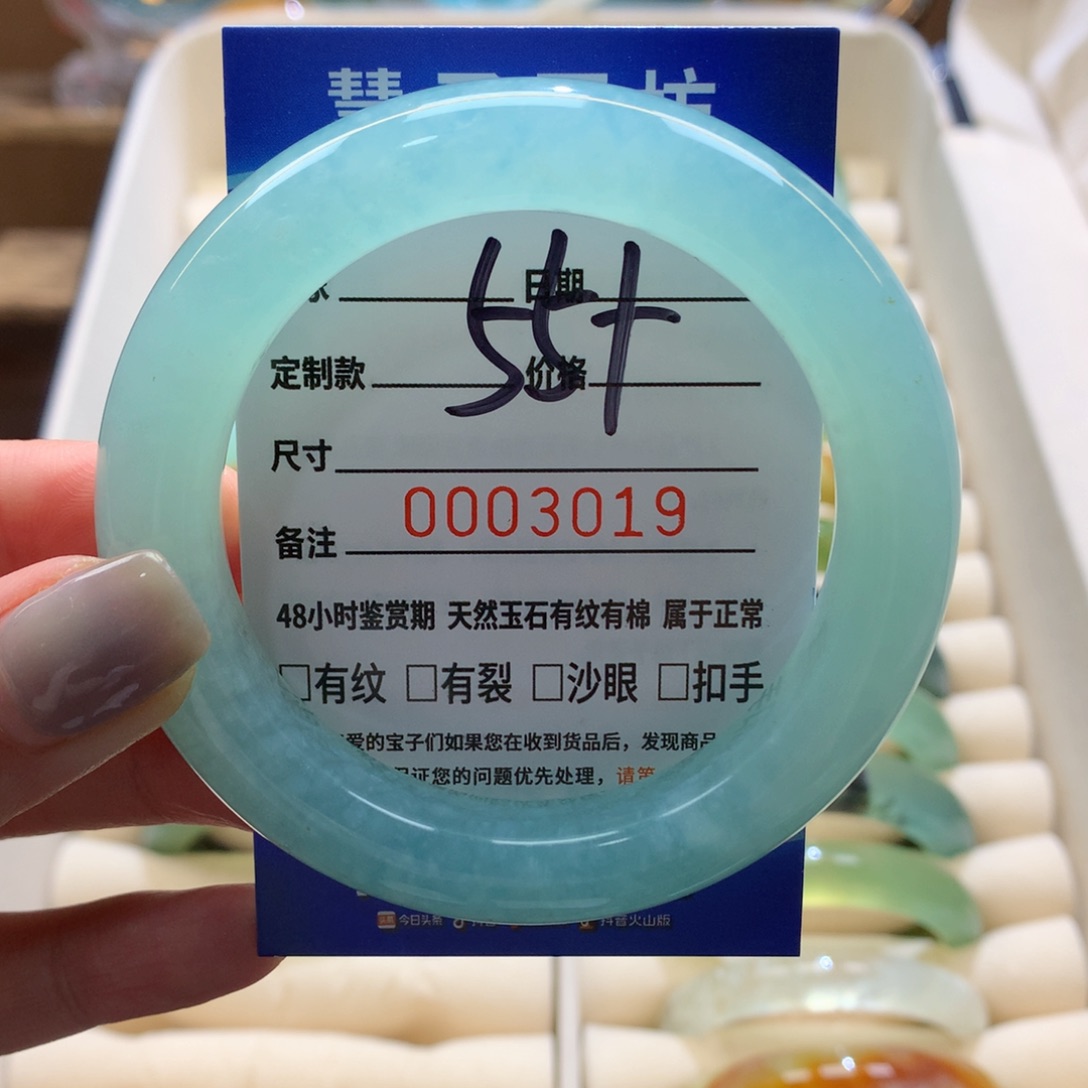 慧 坊
日期
定制款 价格
55+
尺寸
0003019
备注
48小时鉴赏期 天然玉石有纹有棉 属于正常
□有纹 □有裂 □沙眼 □扣手
爱的宝子们如果您在收到货品后，发现商品
保证您的问题优先处理，请第
今日头条 抖音火山版